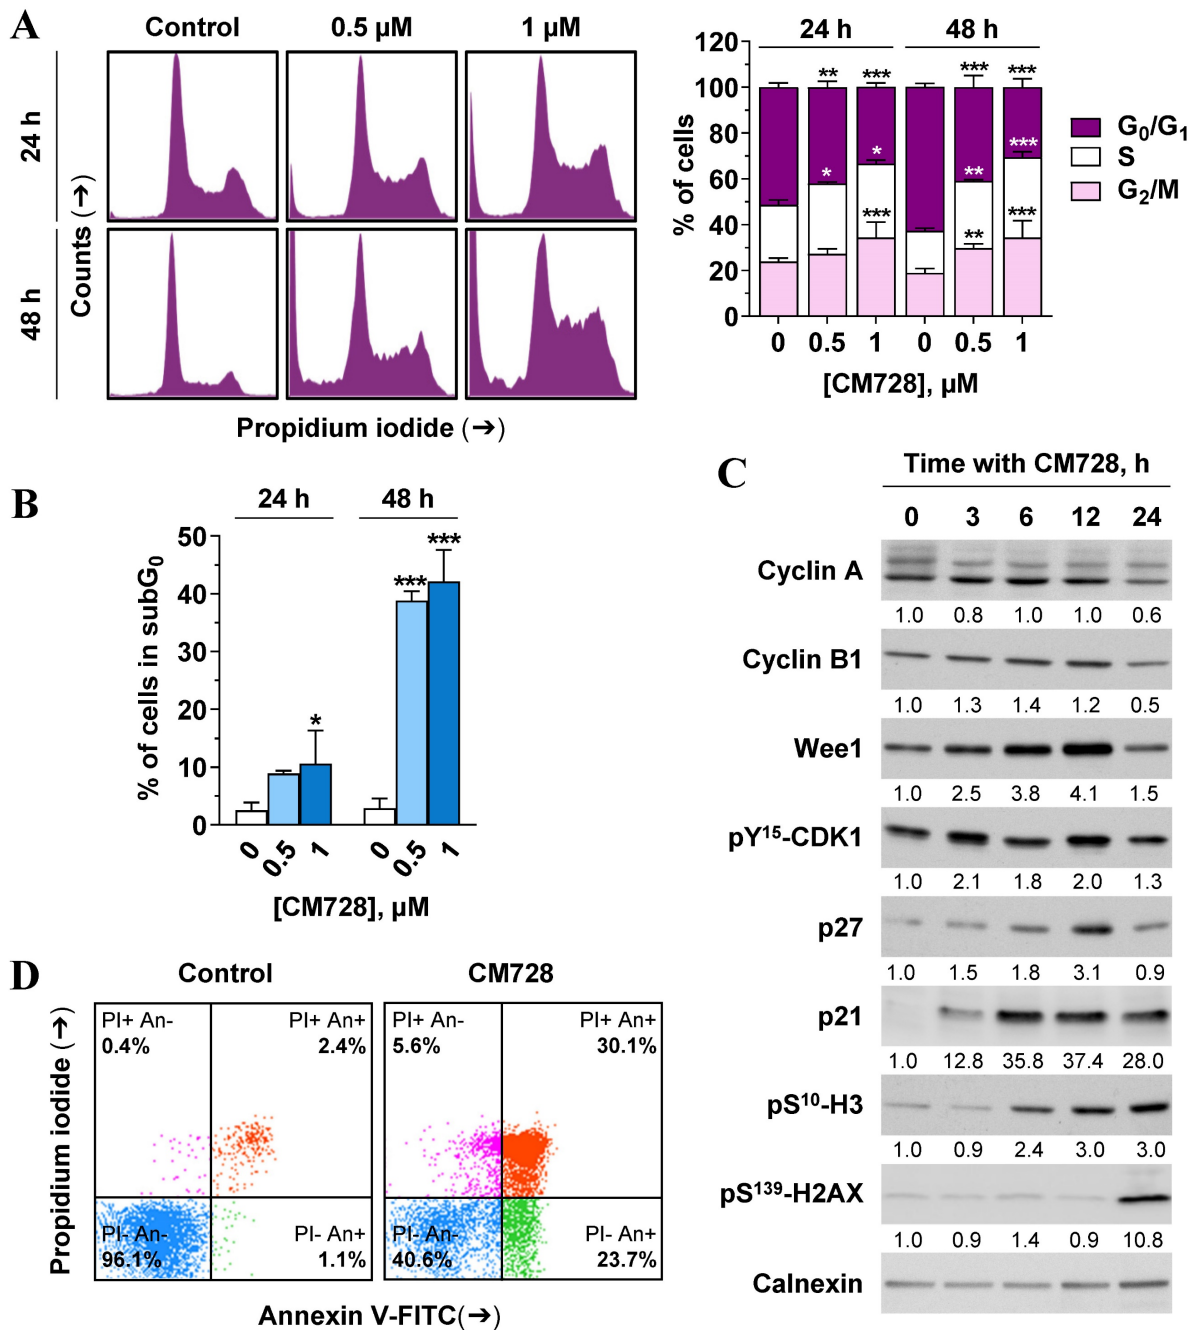 A
Control
0.5 µM
1 µM
24 h
48 h
Counts (➔)
Propidium iodide (➔)
24 h
48 h
120
100
80
60
40
20
0
% of cells
** *** *** ***
* * ** ***
*** ** ***
0 0.5 1 0 0.5 1
[CM728], µM
G0/G1
S
G2/M
B
24 h
48 h
50
40
30
20
10
0
% of cells in subG0
* *** ***
0 0.5 1 0 0.5 1
[CM728], µM
C
Time with CM728, h
0 3 6 12 24
Cyclin A
1.0 0.8 1.0 1.0 0.6
Cyclin B1
1.0 1.3 1.4 1.2 0.5
Wee1
1.0 2.5 3.8 4.1 1.5
pY15-CDK1
1.0 2.1 1.8 2.0 1.3
p27
1.0 1.5 1.8 3.1 0.9
p21
1.0 12.8 35.8 37.4 28.0
pS10-H3
1.0 0.9 2.4 3.0 3.0
pS139-H2AX
1.0 0.9 1.4 0.9 10.8
Calnexin
D
Control
CM728
Propidium iodide (➔)
PI+ An-
0.4%
PI+ An+
2.4%
PI- An-
96.1%
PI- An+
1.1%
PI+ An-
5.6%
PI+ An+
30.1%
PI- An-
40.6%
PI- An+
23.7%
Annexin V-FITC(➔)